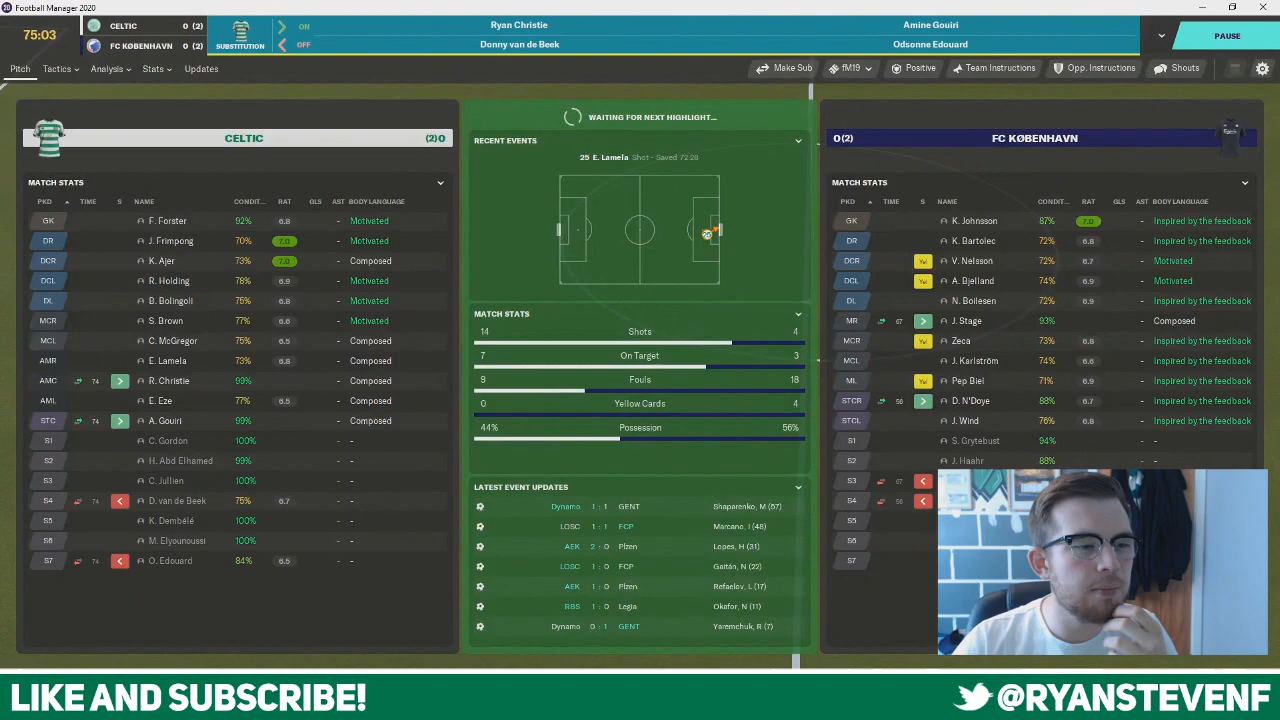 20 Football Manager 2020
75:03
CELTIC 0 (2)
FC KØBENHAVN 0 (2)
SUBSTITUTION
ON Ryan Christie Amine Gouiri
OFF Donny van de Beek Odsonne Edouard
PAUSE
Pitch Tactics Analysis Stats Updates
Make Sub fM19 Positive Team Instructions Opp. Instructions Shouts
CELTIC (2)0
MATCH STATS
PKD TIME S NAME CONDIT... RAT GLS AST BODY LANGUAGE
GK F. Forster 92% 6.8 - Motivated
DR J. Frimpong 70% 7.0 - Motivated
DCR K. Ajer 73% 7.0 - Composed
DCL R. Holding 78% 6.9 - Motivated
DL B. Bolingoli 75% 6.8 - Motivated
MCR S. Brown 77% 6.6 - Motivated
MCL C. McGregor 75% 6.5 - Composed
AMR E. Lamela 73% 6.8 - Composed
AMC 74 R. Christie 99% - Composed
AML E. Eze 77% 6.5 - Composed
STC 74 A. Gouiri 99% - Composed
S1 C. Gordon 100% - -
S2 H. Abd Elhamed 99% - -
S3 C. Jullien 100% - -
S4 74 D. van de Beek 75% 6.7 - -
S5 K. Dembélé 100% - -
S6 M. Elyounoussi 100% - -
S7 74 O. Edouard 84% 6.5 - -
WAITING FOR NEXT HIGHLIGHT...
RECENT EVENTS
25 E. Lamela Shot - Saved 72:28
25
MATCH STATS
14 Shots 4
7 On Target 3
9 Fouls 18
0 Yellow Cards 4
44% Possession 56%
LATEST EVENT UPDATES
Dynamo 1 : 1 GENT Shaparenko, M (57)
LOSC 1 : 1 FCP Marcano, I (48)
AEK 2 : 0 Plzen Lopes, H (31)
LOSC 1 : 0 FCP Gaitán, N (22)
AEK 1 : 0 Plzen Refaelov, L (17)
RBS 1 : 0 Legia Okafor, N (11)
Dynamo 0 : 1 GENT Yaremchuk, R (7)
0(2) FC KØBENHAVN
MATCH STATS
PKD TIME S NAME CONDIT... RAT GLS AST BODY LANGUAGE
GK K. Johnsson 87% 7.0 - Inspired by the feedback
DR K. Bartolec 72% 6.8 - Inspired by the feedback
DCR Yel V. Nelsson 72% 6.7 - Motivated
DCL Yel A. Bjelland 74% 6.9 - Motivated
DL N. Boilesen 72% 6.9 - Inspired by the feedback
MR 67 J. Stage 93% - Composed
MCR Yel Zeca 73% 6.8 - Inspired by the feedback
MCL J. Karlström 74% 6.6 - Inspired by the feedback
ML Yel Pep Biel 71% 6.9 - Inspired by the feedback
STCR 56 D. N'Doye 88% 6.7 - Inspired by the feedback
STCL J. Wind 76% 6.8 - Inspired by the feedback
S1 S. Grytebust 94% - -
S2 J. Haahr 88% - -
S3 67
S4 56
S5
S6
S7
LIKE AND SUBSCRIBE! @RYANSTEVENF